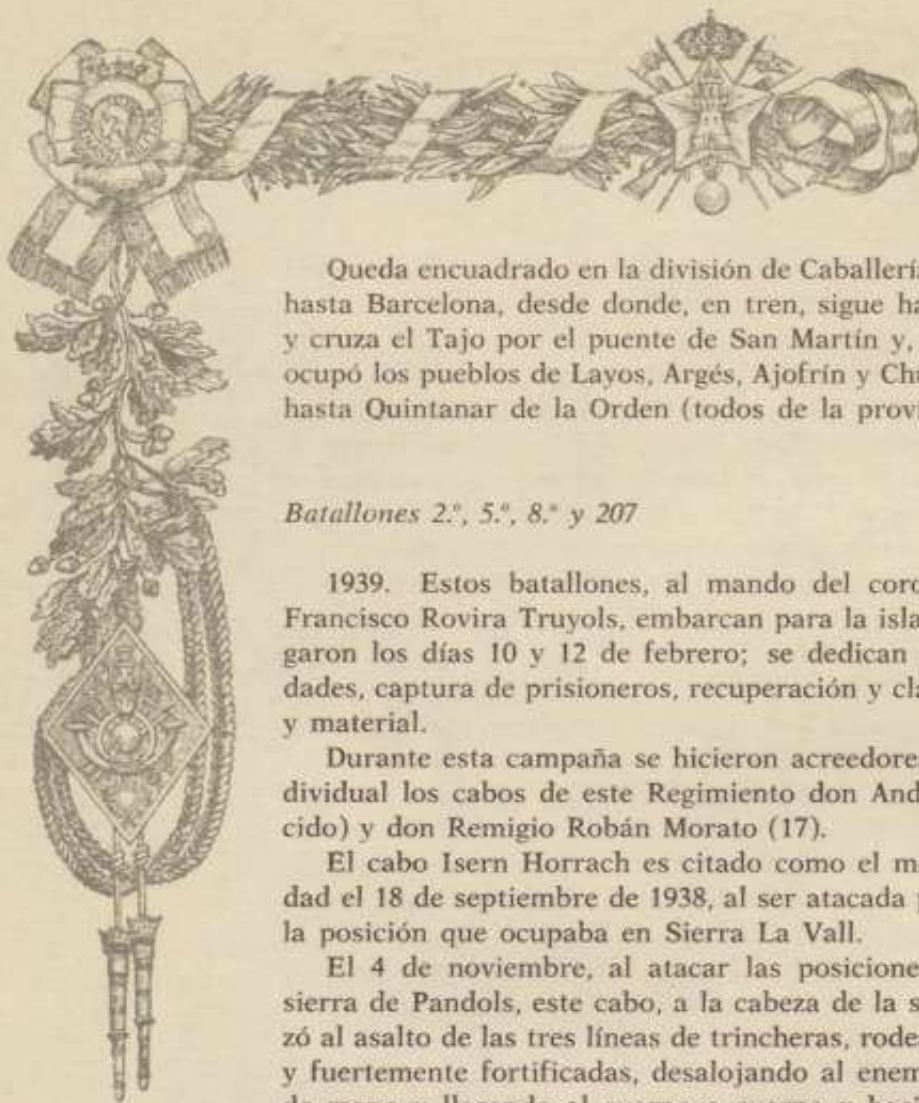 Queda encuadrado en la división de Caballería
hasta Barcelona, desde donde, en tren, sigue ha
y cruza el Tajo por el puente de San Martín y,
ocupó los pueblos de Layos, Argés, Ajofrín y Chu
hasta Quintanar de la Orden (todos de la provi
Batallones 2.º, 5.º, 8.º y 207
1939. Estos batallones, al mando del coro
Francisco Rovira Truyols, embarcan para la isla
garon los días 10 y 12 de febrero; se dedican
dades, captura de prisioneros, recuperación y cla
y material.
Durante esta campaña se hicieron acreedores
dividual los cabos de este Regimiento don And
cido) y don Remigio Robán Morato (17).
El cabo Isern Horrach es citado como el m
dad el 18 de septiembre de 1938, al ser atacada p
la posición que ocupaba en Sierra La Vall.
El 4 de noviembre, al atacar las posicione
sierra de Pandols, este cabo, a la cabeza de la s
zó al asalto de las tres líneas de trincheras, rode
y fuertemente fortificadas, desalojando al enem